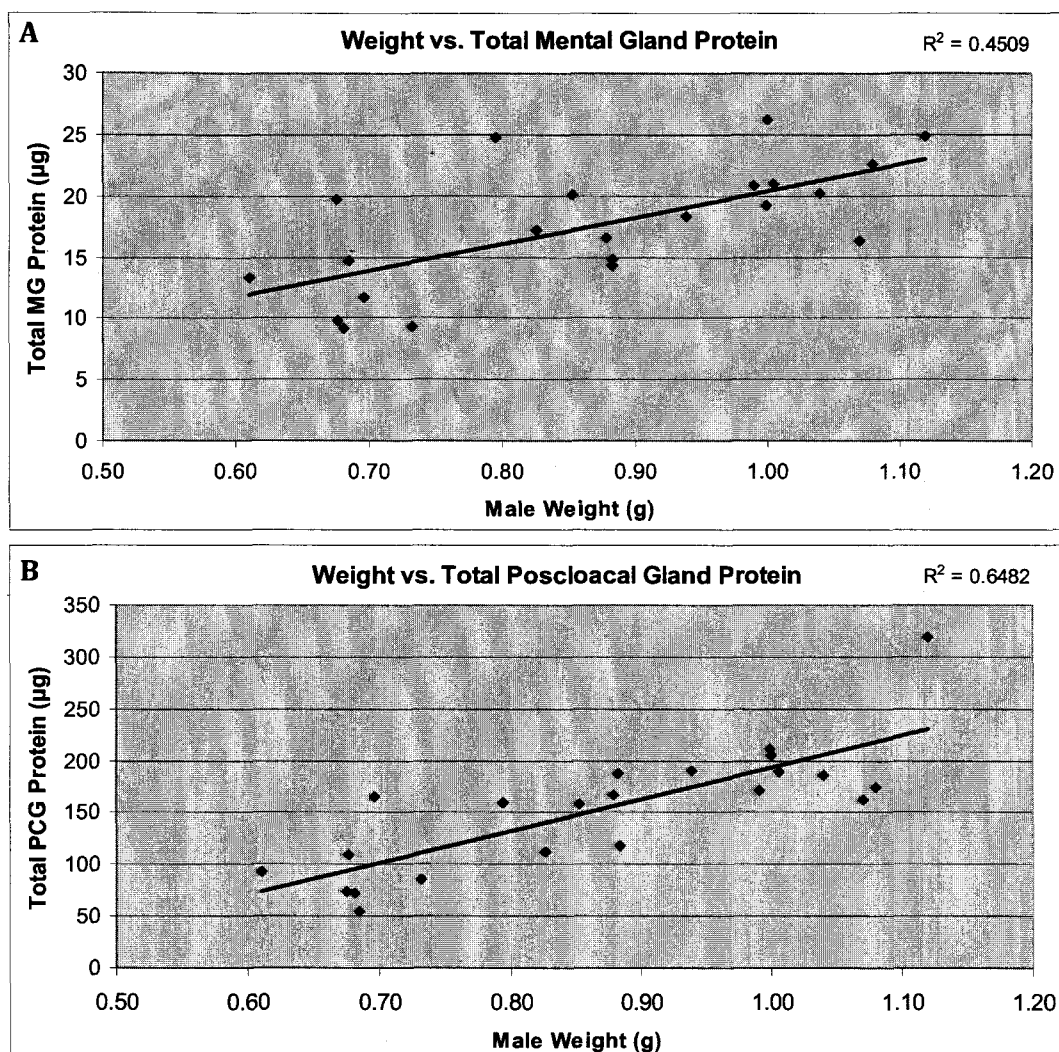 A
Weight vs. Total Mental Gland Protein
R² = 0.4509
30
25
20
15
10
5
0
Total MG Protein (µg)
0.50 0.60 0.70 0.80 0.90 1.00 1.10 1.20
Male Weight (g)
B
Weight vs. Total Poscloacal Gland Protein
R² = 0.6482
350
300
250
200
150
100
50
0
Total PCG Protein (µg)
0.50 0.60 0.70 0.80 0.90 1.00 1.10 1.20
Male Weight (g)